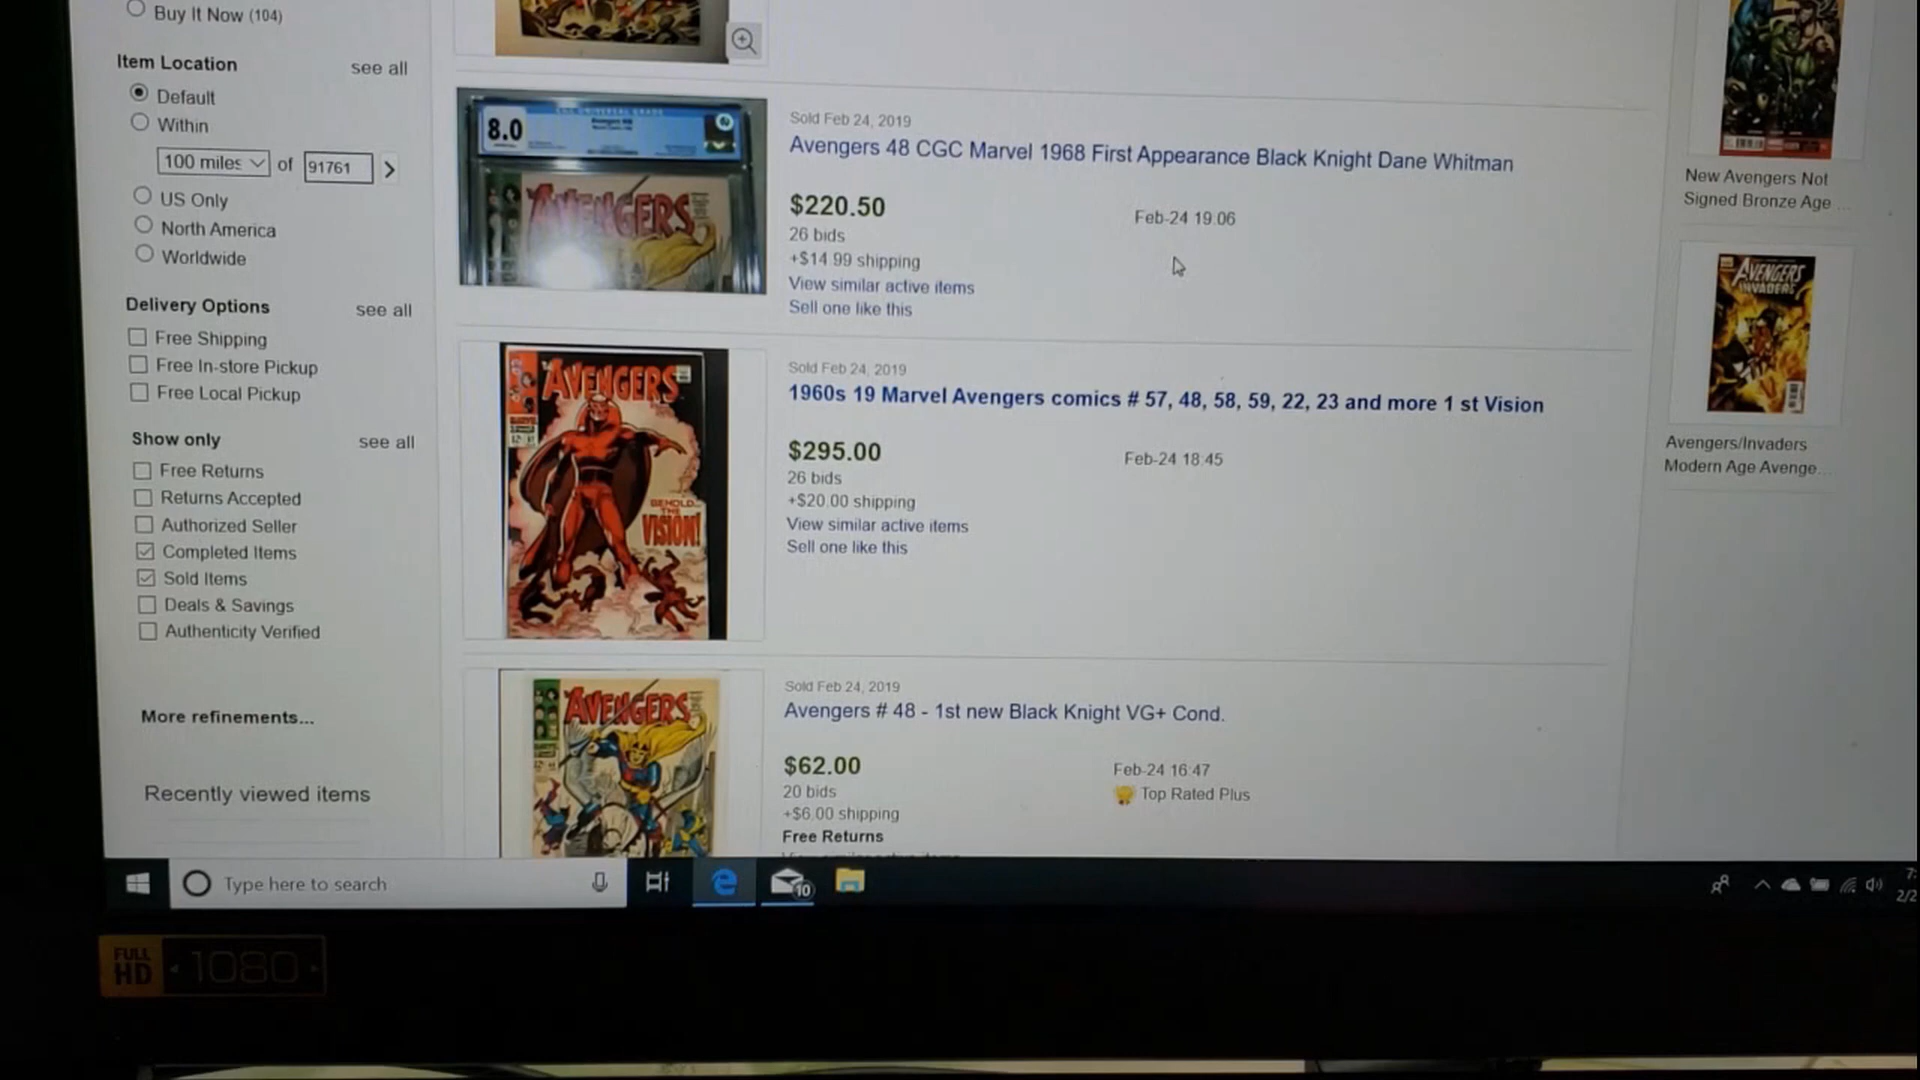 Buy It Now (104)
Item Location
see all
Default
Within
100 miles
of
91761
US Only
North America
Worldwide
Delivery Options
see all
Free Shipping
Free In-store Pickup
Free Local Pickup
Show only
see all
Free Returns
Returns Accepted
Authorized Seller
Completed Items
Sold Items
Deals & Savings
Authenticity Verified
More refinements...
Recently viewed items
8.0
AVENGERS
Sold Feb 24, 2019
Avengers 48 CGC Marvel 1968 First Appearance Black Knight Dane Whitman
$220.50
Feb-24 19:06
26 bids
+$14.99 shipping
View similar active items
Sell one like this
AVENGERS
BEHOLD...
THE
VISION!
Sold Feb 24, 2019
1960s 19 Marvel Avengers comics # 57, 48, 58, 59, 22, 23 and more 1 st Vision
$295.00
Feb-24 18:45
26 bids
+$20.00 shipping
View similar active items
Sell one like this
AVENGERS
Sold Feb 24, 2019
Avengers # 48 - 1st new Black Knight VG+ Cond.
$62.00
Feb-24 16:47
20 bids
Top Rated Plus
+$6.00 shipping
Free Returns
New Avengers Not
Signed Bronze Age ...
AVENGERS
INVADERS
Avengers/Invaders
Modern Age Avenge...
Type here to search
10
7:
2/2
FULL
HD
1080